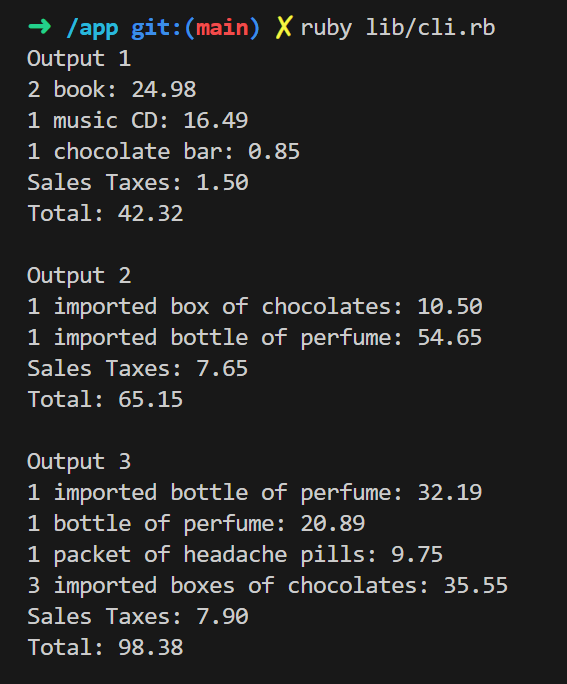 ➜ /app git:(main) ✗ ruby lib/cli.rb
Output 1
2 book: 24.98
1 music CD: 16.49
1 chocolate bar: 0.85
Sales Taxes: 1.50
Total: 42.32

Output 2
1 imported box of chocolates: 10.50
1 imported bottle of perfume: 54.65
Sales Taxes: 7.65
Total: 65.15

Output 3
1 imported bottle of perfume: 32.19
1 bottle of perfume: 20.89
1 packet of headache pills: 9.75
3 imported boxes of chocolates: 35.55
Sales Taxes: 7.90
Total: 98.38